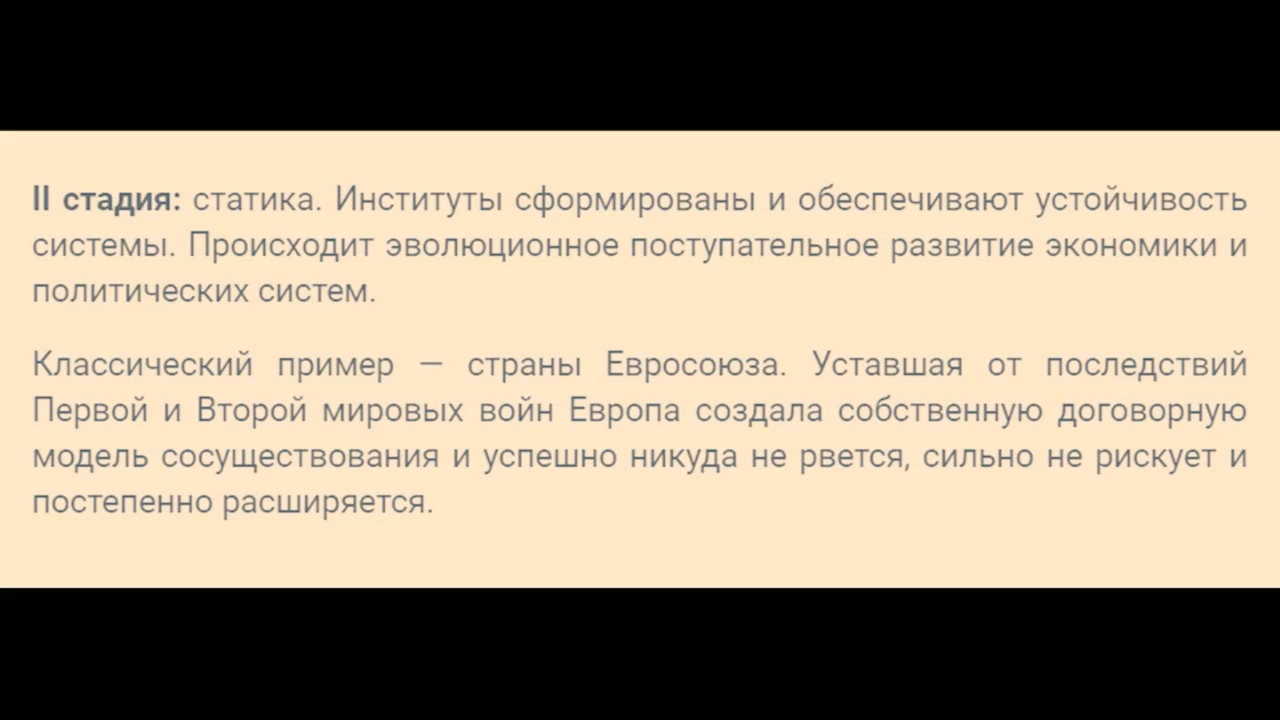 II стадия: статика. Институты сформированы и обеспечивают устойчивость
системы. Происходит эволюционное поступательное развитие экономики и
политических систем.
Классический пример — страны Евросоюза. Уставшая от последствий
Первой и Второй мировых войн Европа создала собственную договорную
модель сосуществования и успешно никуда не рвется, сильно не рискует и
постепенно расширяется.